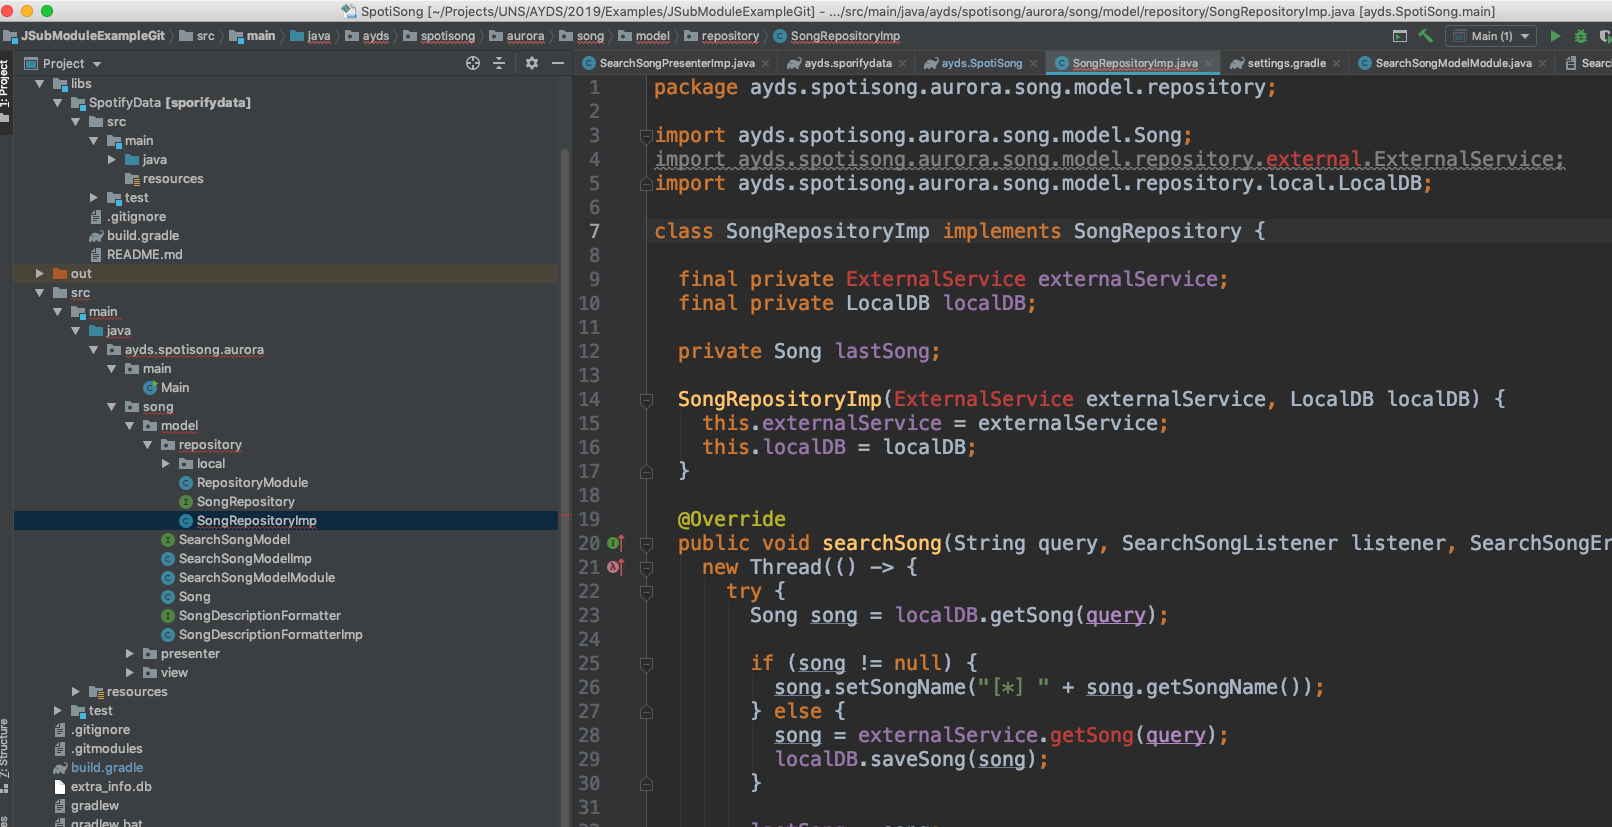 SpotiSong [~/Projects/UNS/AYDS/2019/Examples/JSubModuleExampleGit] - .../src/main/java/ayds/spotisong/aurora/song/model/repository/SongRepositoryImp.java [ayds.SpotiSong.main]
JSubModuleExampleGit src main java ayds spotisong aurora song model repository SongRepositoryImp Main (1)
Project
SearchSongPresenterImp.java ayds.sporifydata ayds.SpotiSong SongRepositoryImp.java settings.gradle SearchSongModelModule.java Searc
1: Project
7: Structure
libs
SpotifyData [sporifydata]
src
main
java
resources
test
.gitignore
build.gradle
README.md
out
src
main
java
ayds.spotisong.aurora
main
Main
song
model
repository
local
RepositoryModule
SongRepository
SongRepositoryImp
SearchSongModel
SearchSongModelImp
SearchSongModelModule
Song
SongDescriptionFormatter
SongDescriptionFormatterImp
presenter
view
resources
test
.gitignore
.gitmodules
build.gradle
extra_info.db
gradlew
gradlew.bat
1 package ayds.spotisong.aurora.song.model.repository;
2
3 import ayds.spotisong.aurora.song.model.Song;
4 import ayds.spotisong.aurora.song.model.repository.external.ExternalService;
5 import ayds.spotisong.aurora.song.model.repository.local.LocalDB;
6
7 class SongRepositoryImp implements SongRepository {
8
9 final private ExternalService externalService;
10 final private LocalDB localDB;
11
12 private Song lastSong;
13
14 SongRepositoryImp(ExternalService externalService, LocalDB localDB) {
15 this.externalService = externalService;
16 this.localDB = localDB;
17 }
18
19 @Override
20 public void searchSong(String query, SearchSongListener listener, SearchSongEr
21 new Thread(() -> {
22 try {
23 Song song = localDB.getSong(query);
24
25 if (song != null) {
26 song.setSongName("[*] " + song.getSongName());
27 } else {
28 song = externalService.getSong(query);
29 localDB.saveSong(song);
30 }
31